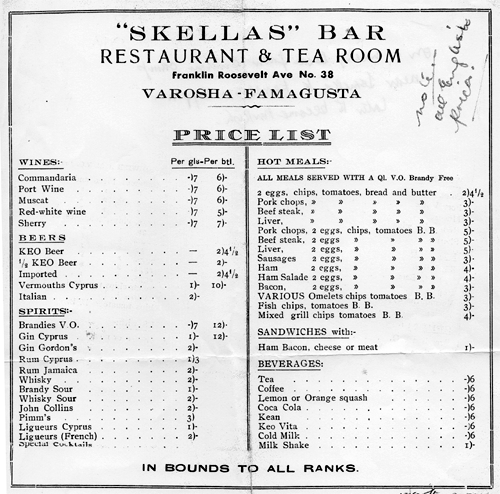 "SKELLAS" BAR
RESTAURANT & TEA ROOM
Franklin Roosevelt Ave No. 38
VAROSHA - FAMAGUSTA
note:
all English
Prices.
PRICE LIST
WINES:- Per gls-Per btl.
Commandaria . . . . . . -)7 6)-
Port Wine . . . . . . -)7 6)-
Muscat . . . . . . -)7 6)-
Red-white wine . . . . . . -)7 5)-
Sherry . . . . . . -)7 7)-
BEERS
KEO Beer . . . . . . — 2)4½
½ KEO Beer . . . . . . — 2)-
Imported . . . . . . — 2)4½
Vermouths Cyprus . . . . . 1)- 10)-
Italian . . . . . . 2)-
SPIRITS:-
Brandies V.O. . . . . . -)7 12)-
Gin Cyprus . . . . . . 1)- 12)-
Gin Gordon's . . . . . . 2)-
Rum Cyprus . . . . . . 1)3
Rum Jamaica . . . . . . 2)-
Whisky . . . . . . 2)-
Brandy Sour . . . . . . 1)-
Whisky Sour . . . . . . 2)-
John Collins . . . . . . 2)-
Pimm's . . . . . . 3)
Ligueurs Cyprus . . . . . 1)-
Ligueurs (French) . . . . . 2)-
Special Cocktails
HOT MEALS:-
ALL MEALS SERVED WITH A Ql. V.O. Brandy Free
2 eggs, chips, tomatoes, bread and butter . 2)4½
Pork chops, » » » » » 3)-
Beef steak, » » » » » 3)-
Liver, » » » » » 3)-
Pork chops, 2 eggs, chips, tomatoes B. B. 5)-
Beef steak, 2 eggs » » » » 5)-
Liver, 2 eggs, » » » » 5)-
Sausages 2 eggs, » » » » 3)-
Ham 2 eggs, » » » » 4)-
Ham Salade 2 eggs, » » » » 4)-
Bacon, 2 eggs, » » » » 3)-
VARIOUS Omelets chips tomatoes B. B. 3)-
Fish chips, tomatoes B. B. . . . . 3)-
Mixed grill chips tomatoes B. B. . . . 4)-
SANDWICHES with:-
Ham Bacon, cheese or meat . . . . 1)-
BEVERAGES:-
Tea . . . . . . -)6
Coffee . . . . . . -)6
Lemon or Orange squash . . . . . -)6
Coca Cola . . . . . . -)6
Kean . . . . . . -)6
Keo Vita . . . . . . -)6
Cold Milk . . . . . . -)6
Milk Shake . . . . . . 1)-
IN BOUNDS TO ALL RANKS.